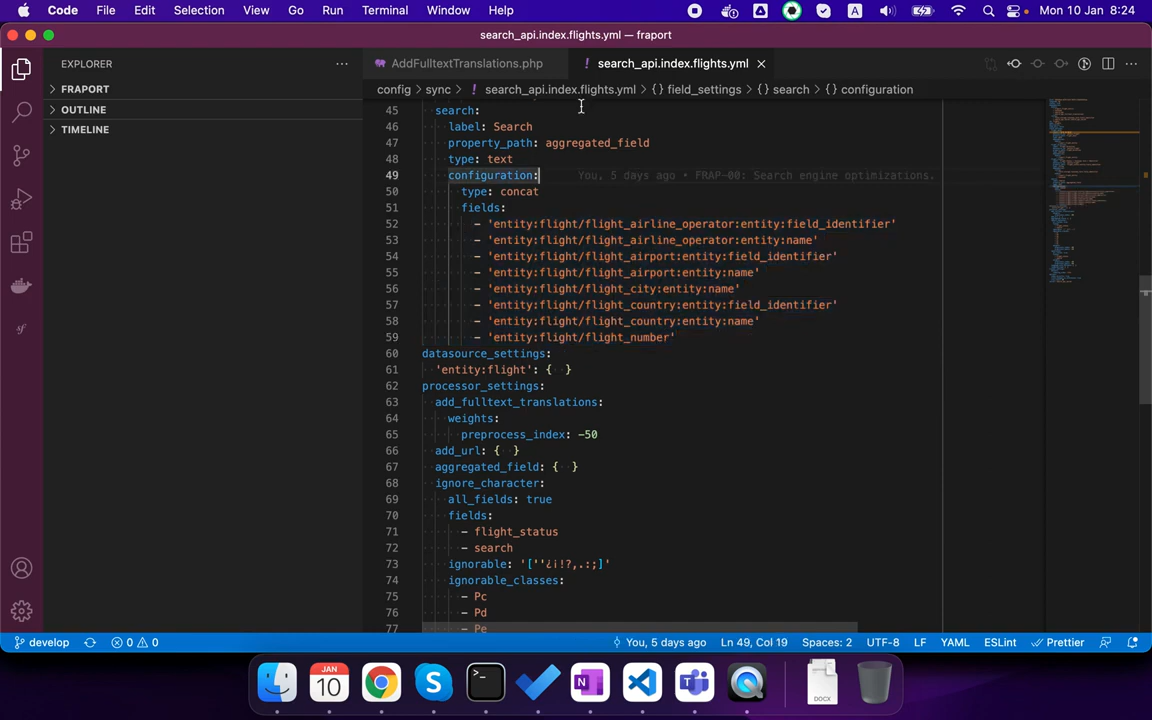 Code File Edit Selection View Go Run Terminal Window Help A Mon 10 Jan 8:24
search_api.index.flights.yml — fraport
EXPLORER ...
AddFulltextTranslations.php
! search_api.index.flights.yml
FRAPORT
OUTLINE
TIMELINE
config > sync > ! search_api.index.flights.yml > {} field_settings > {} search > {} configuration
45 search:
46 label: Search
47 property_path: aggregated_field
48 type: text
49 configuration: You, 5 days ago • FRAP-00: Search engine optimizations.
50 type: concat
51 fields:
52 - 'entity:flight/flight_airline_operator:entity:field_identifier'
53 - 'entity:flight/flight_airline_operator:entity:name'
54 - 'entity:flight/flight_airport:entity:field_identifier'
55 - 'entity:flight/flight_airport:entity:name'
56 - 'entity:flight/flight_city:entity:name'
57 - 'entity:flight/flight_country:entity:field_identifier'
58 - 'entity:flight/flight_country:entity:name'
59 - 'entity:flight/flight_number'
60 datasource_settings:
61 'entity:flight': { }
62 processor_settings:
63 add_fulltext_translations:
64 weights:
65 preprocess_index: -50
66 add_url: { }
67 aggregated_field: { }
68 ignore_character:
69 all_fields: true
70 fields:
71 - flight_status
72 - search
73 ignorable: '[''¿¡!?,.:;]'
74 ignorable_classes:
75 - Pc
76 - Pd
77 - Pe
develop 0 0 You, 5 days ago Ln 49, Col 19 Spaces: 2 UTF-8 LF YAML ESLint Prettier
JAN
10
DOCX